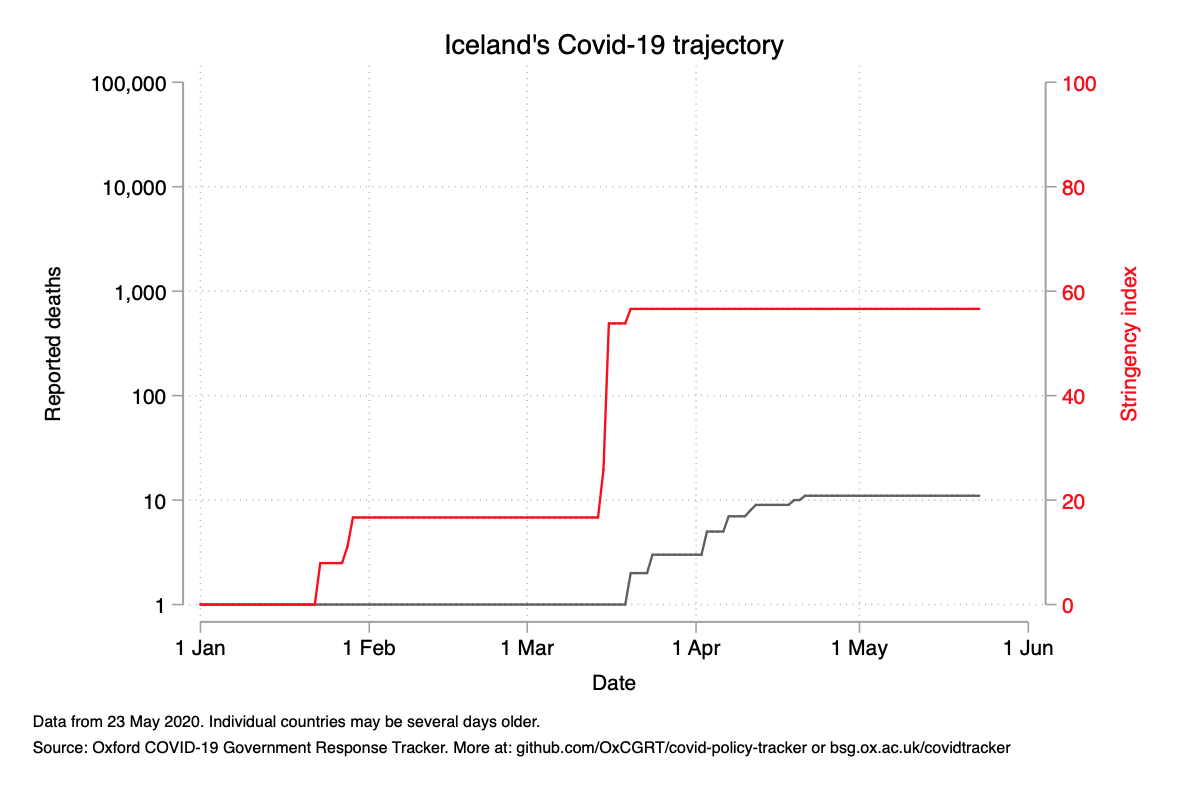 Iceland's Covid-19 trajectory
100,000
10,000
1,000
100
10
1
Reported deaths
100
80
60
40
20
0
Stringency index
1 Jan
1 Feb
1 Mar
1 Apr
1 May
1 Jun
Date
Data from 23 May 2020. Individual countries may be several days older.
Source: Oxford COVID-19 Government Response Tracker. More at: github.com/OxCGRT/covid-policy-tracker or bsg.ox.ac.uk/covidtracker